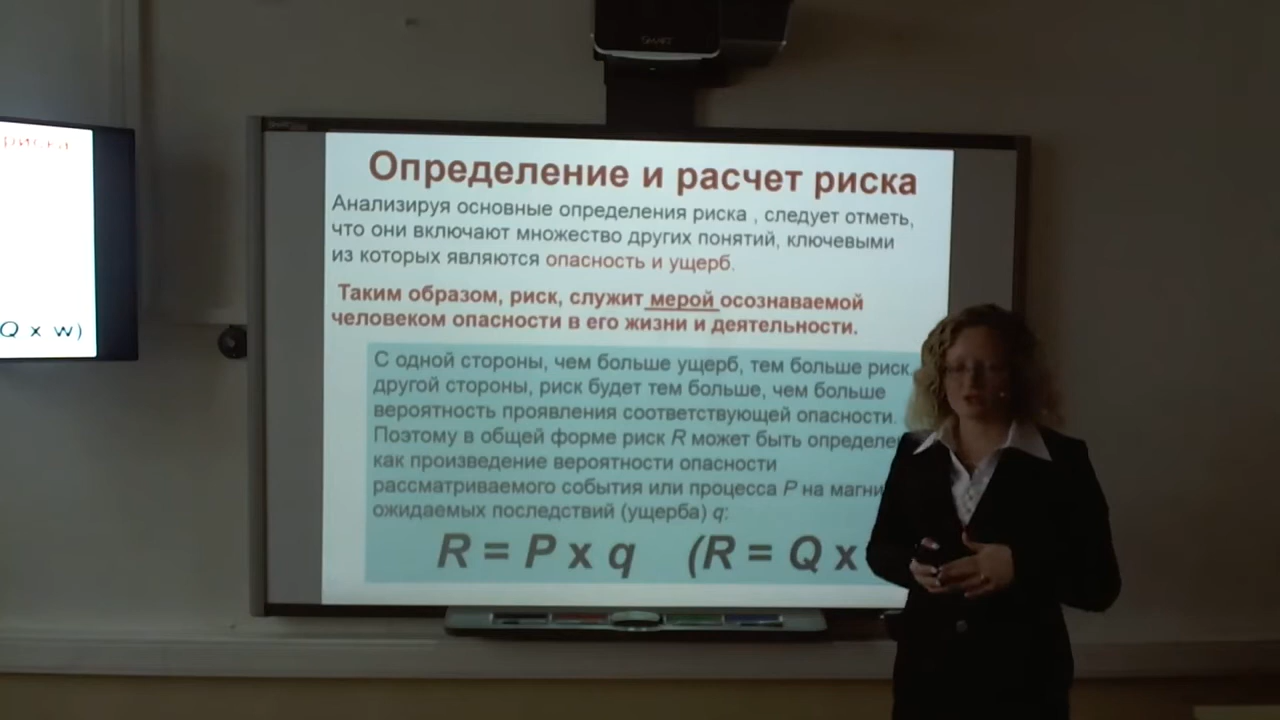 SMART
риска
Q x w)
Определение и расчет риска
Анализируя основные определения риска , следует отметь,
что они включают множество других понятий, ключевыми
из которых являются опасность и ущерб.
Таким образом, риск, служит мерой осознаваемой
человеком опасности в его жизни и деятельности.
С одной стороны, чем больше ущерб, тем больше риск
другой стороны, риск будет тем больше, чем больше
вероятность проявления соответствующей опасности.
Поэтому в общей форме риск R может быть
как произведение вероятности опасности
рассматриваемого события или процесса P на
ожидаемых последствий (ущерба) q:
R = P x q (R = Q x